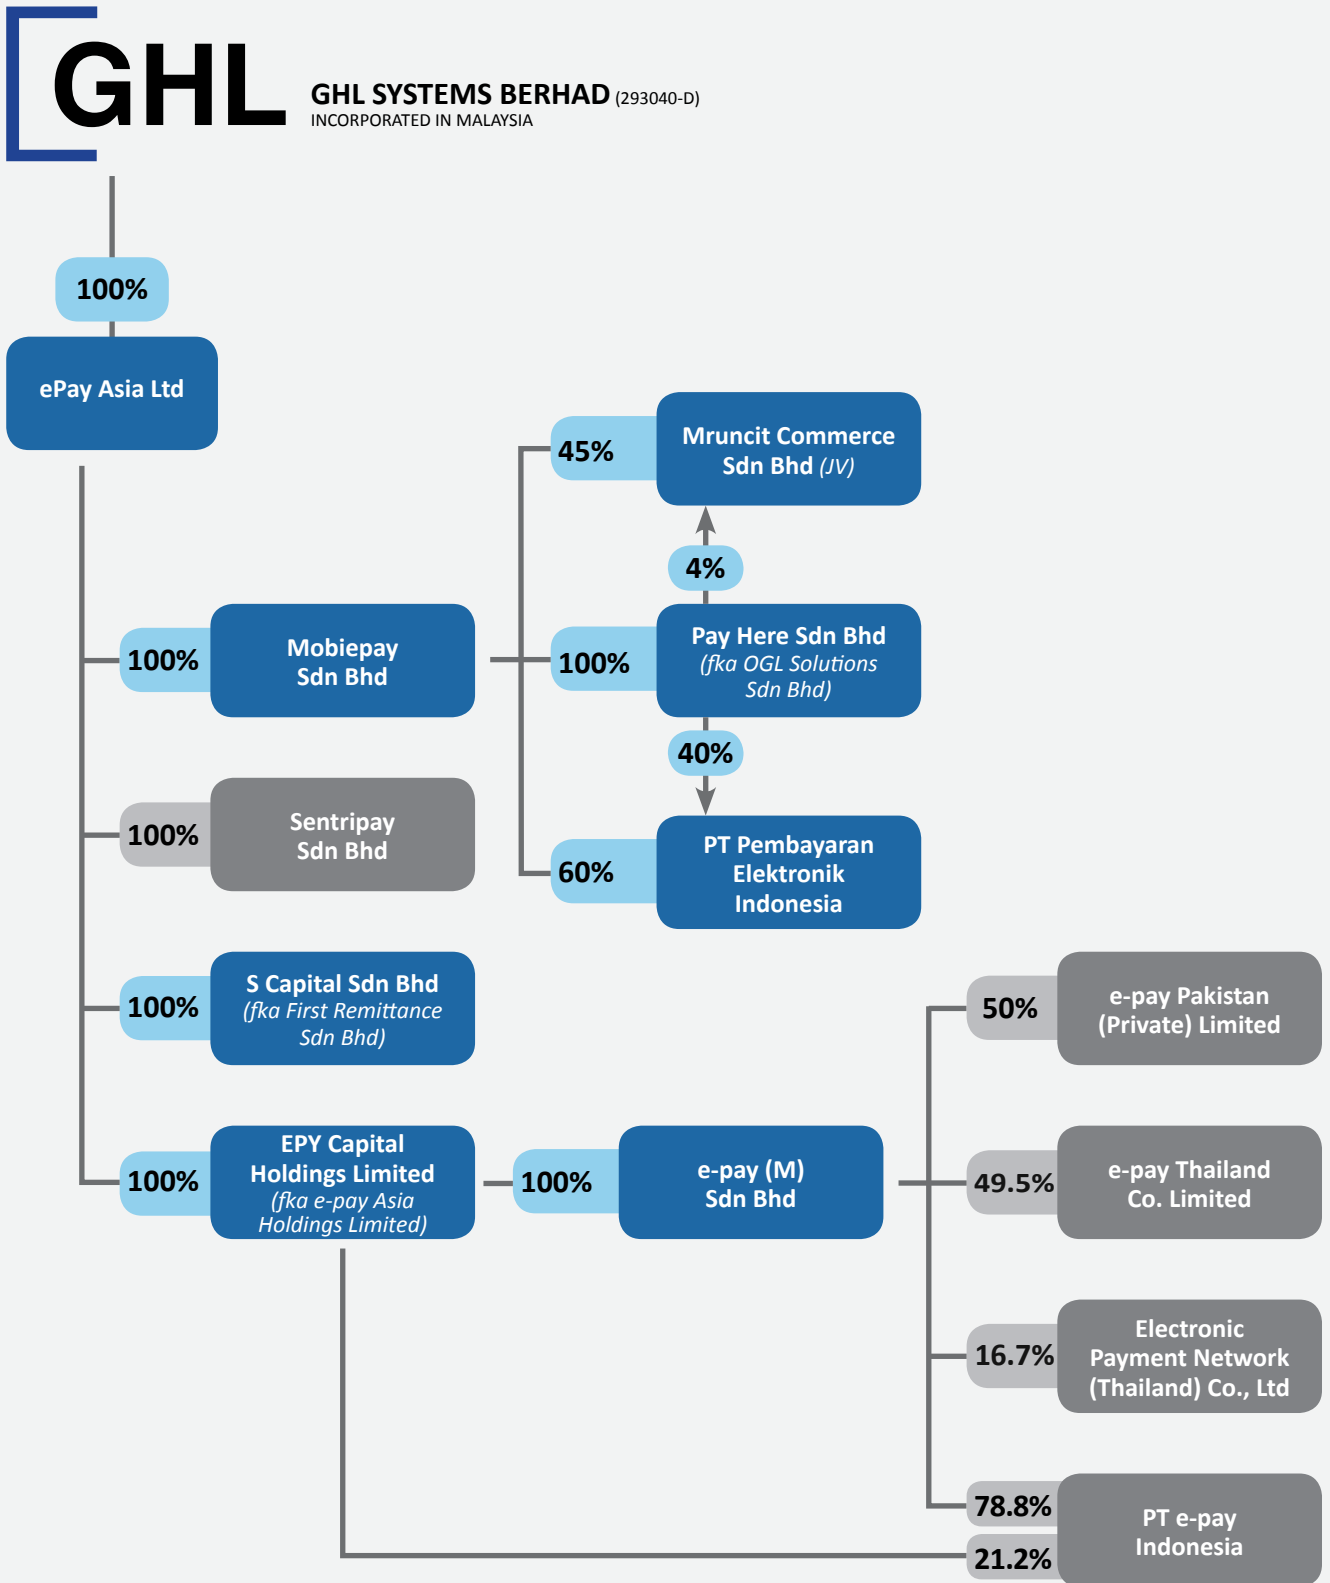 GHL
GHL SYSTEMS BERHAD (293040-D)
INCORPORATED IN MALAYSIA
100%
ePay Asia Ltd
45%
Mruncit Commerce
Sdn Bhd (JV)
4%
100%
Mobiepay
Sdn Bhd
100%
Pay Here Sdn Bhd
(fka OGL Solutions
Sdn Bhd)
40%
100%
Sentripay
Sdn Bhd
60%
PT Pembayaran
Elektronik
Indonesia
100%
S Capital Sdn Bhd
(fka First Remittance
Sdn Bhd)
50%
e-pay Pakistan
(Private) Limited
100%
EPY Capital
Holdings Limited
(fka e-pay Asia
Holdings Limited)
100%
e-pay (M)
Sdn Bhd
49.5%
e-pay Thailand
Co. Limited
16.7%
Electronic
Payment Network
(Thailand) Co., Ltd
78.8%
21.2%
PT e-pay
Indonesia